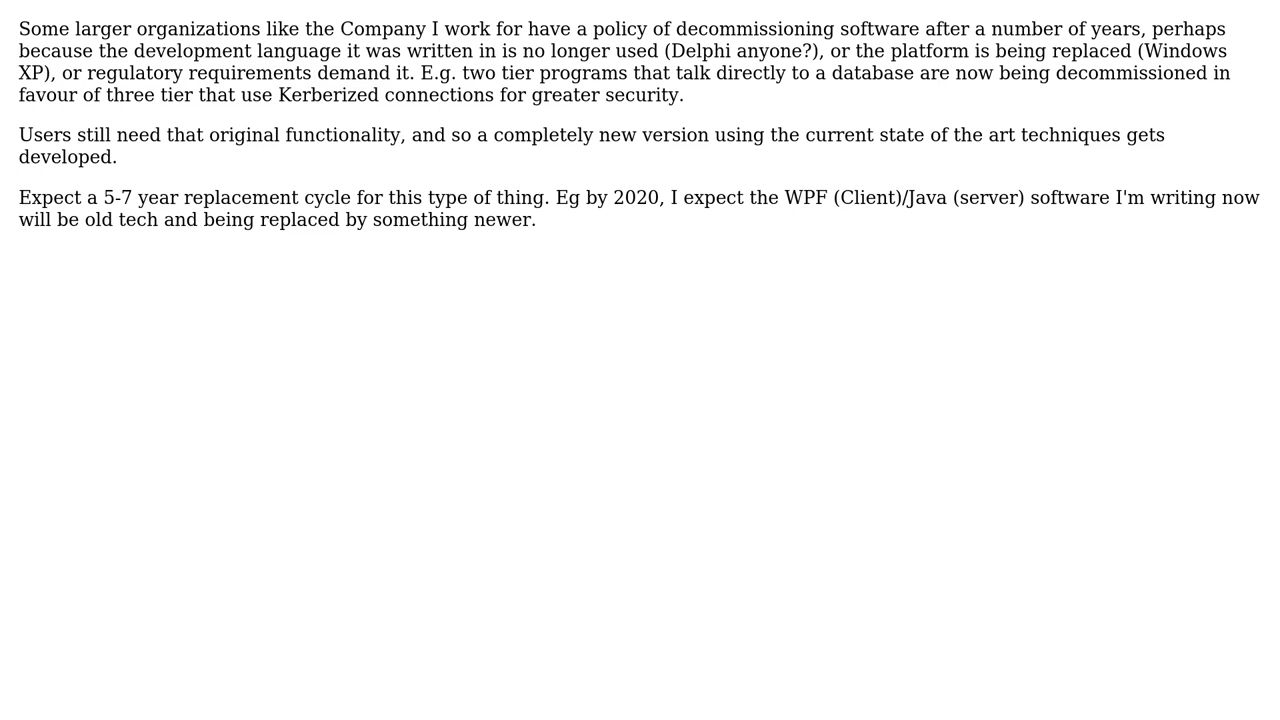 Some larger organizations like the Company I work for have a policy of decommissioning software after a number of years, perhaps
because the development language it was written in is no longer used (Delphi anyone?), or the platform is being replaced (Windows
XP), or regulatory requirements demand it. E.g. two tier programs that talk directly to a database are now being decommissioned in
favour of three tier that use Kerberized connections for greater security.
Users still need that original functionality, and so a completely new version using the current state of the art techniques gets
developed.
Expect a 5-7 year replacement cycle for this type of thing. Eg by 2020, I expect the WPF (Client)/Java (server) software I'm writing now
will be old tech and being replaced by something newer.